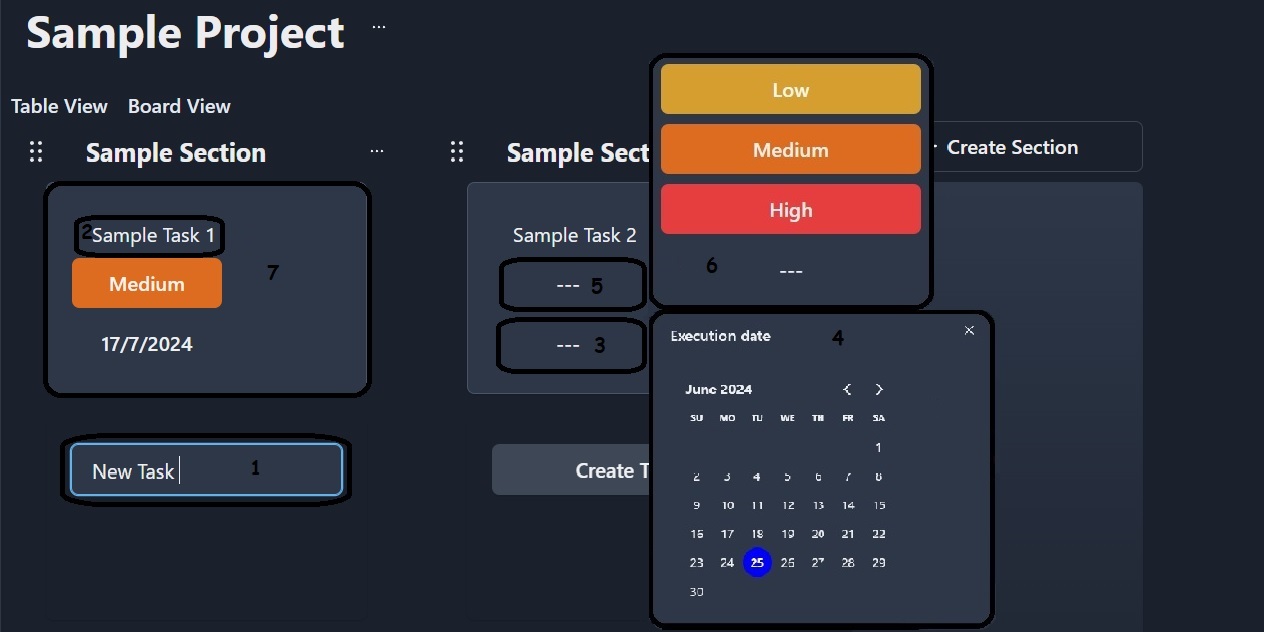 Sample Project ...
Table View Board View
Sample Section ...
2 Sample Task 1
Medium
7
17/7/2024
New Task 1
Sample Sect
Sample Task 2
--- 5
--- 3
Create T
Low
Medium
High
6 ---
Create Section
Execution date 4
June 2024
SU MO TU WE TH FR SA
1
2 3 4 5 6 7 8
9 10 11 12 13 14 15
16 17 18 19 20 21 22
23 24 25 26 27 28 29
30